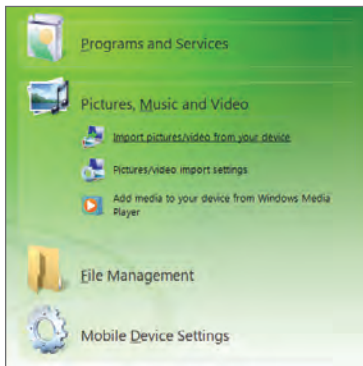 Programs and Services
Pictures, Music and Video
Import pictures/video from your device
Pictures/video import settings
Add media to your device from Windows Media
Player
File Management
Mobile Device Settings